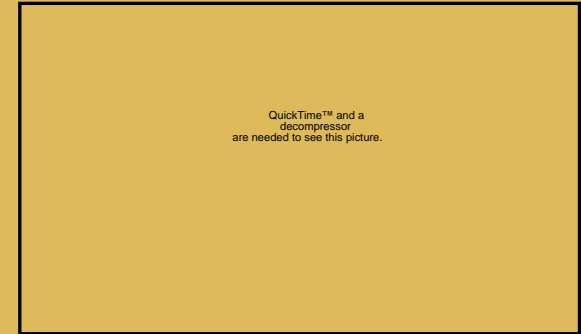 QuickTime™ and a
decompressor
are needed to see this picture.